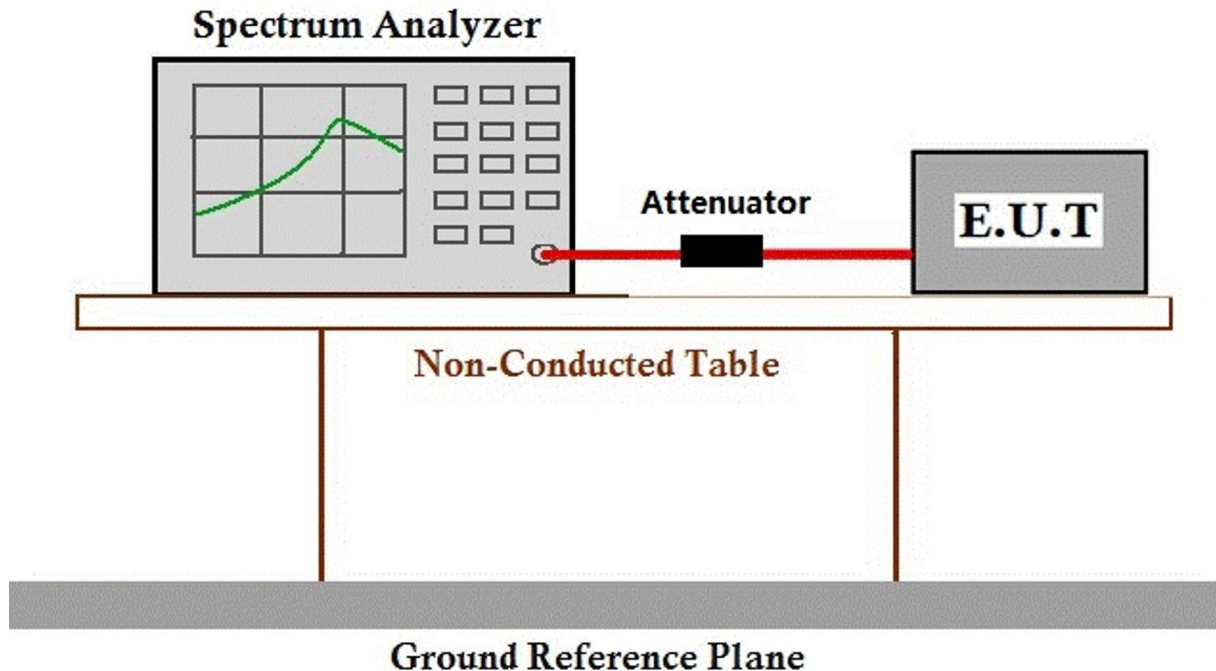 Spectrum Analyzer
Attenuator
E.U.T
Non-Conducted Table
Ground Reference Plane